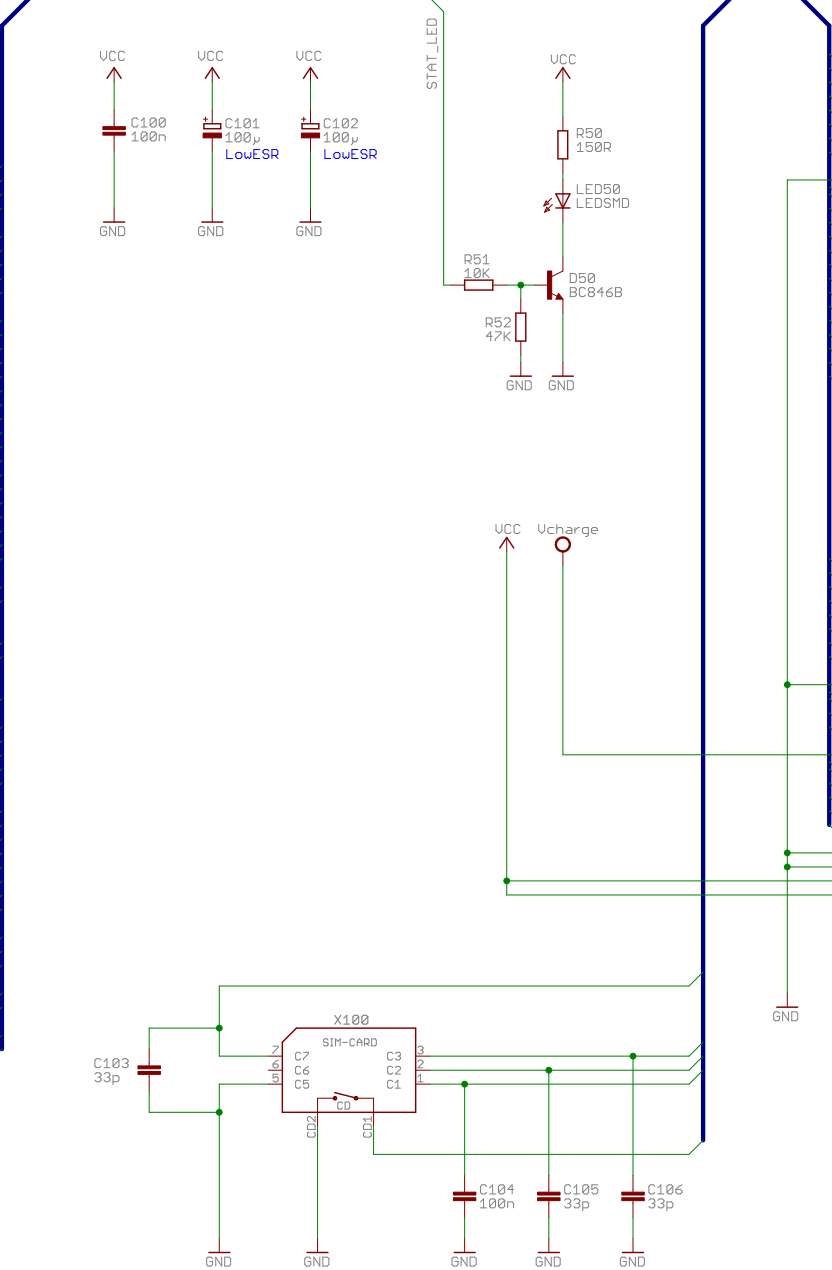 STAT_LED
VCC
VCC
VCC
VCC
C100
100n
C101
100µ
LowESR
C102
100µ
LowESR
R50
150R
LED50
LEDSMD
GND
GND
GND
R51
10K
D50
BC846B
R52
47K
GND
GND
VCC
Vcharge
GND
X100
SIM-CARD
C103
33p
7
C7
C3
3
6
C6
C2
2
5
C5
C1
1
CD
CD2
CD1
C104
100n
C105
33p
C106
33p
GND
GND
GND
GND
GND